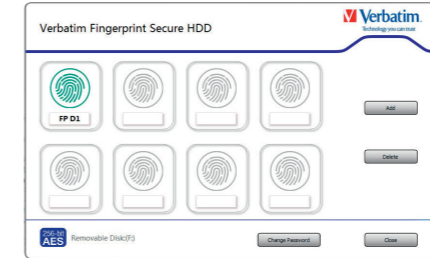 Verbatim Fingerprint Secure HDD
Verbatim.
Technology you can trust
FP D1
Add
Delete
256-bit
AES
Removable Disk:(F:)
Change Password
Close